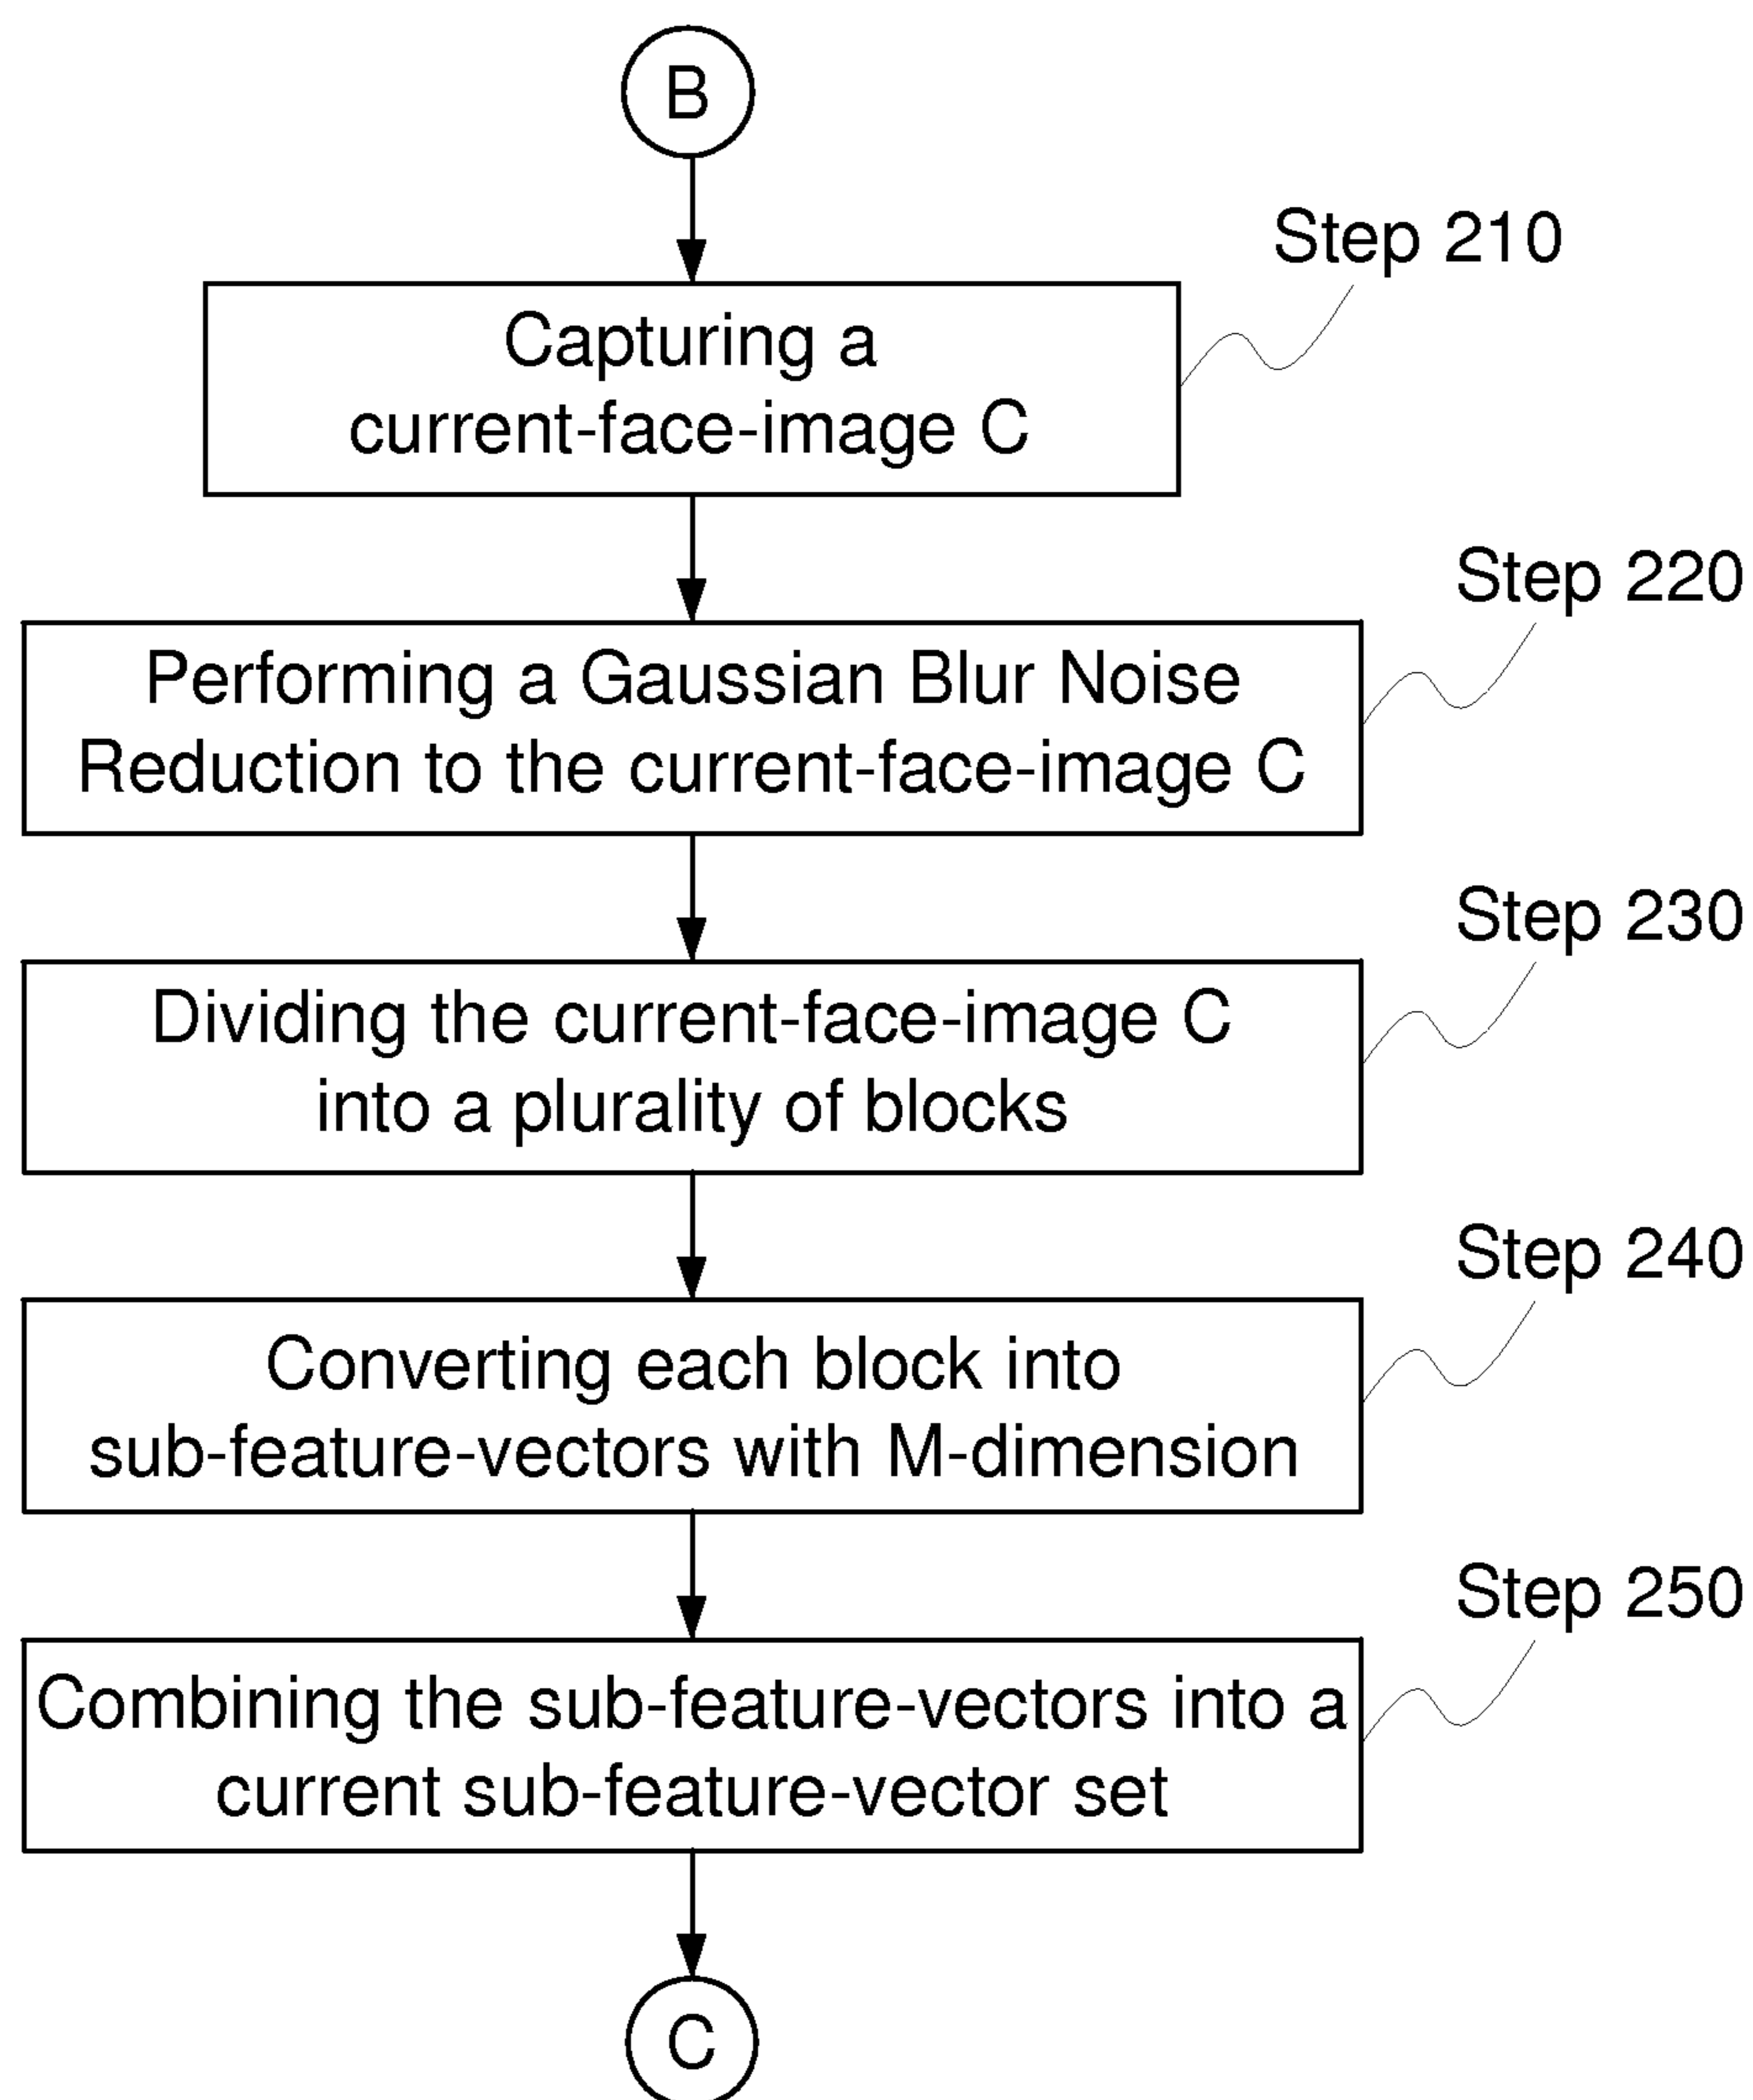 B
Step 210
Capturing a
current-face-image C
Step 220
Performing a Gaussian Blur Noise
Reduction to the current-face-image C
Step 230
Dividing the current-face-image C
into a plurality of blocks
Step 240
Converting each block into
sub-feature-vectors with M-dimension
Step 250
Combining the sub-feature-vectors into a
current sub-feature-vector set
C